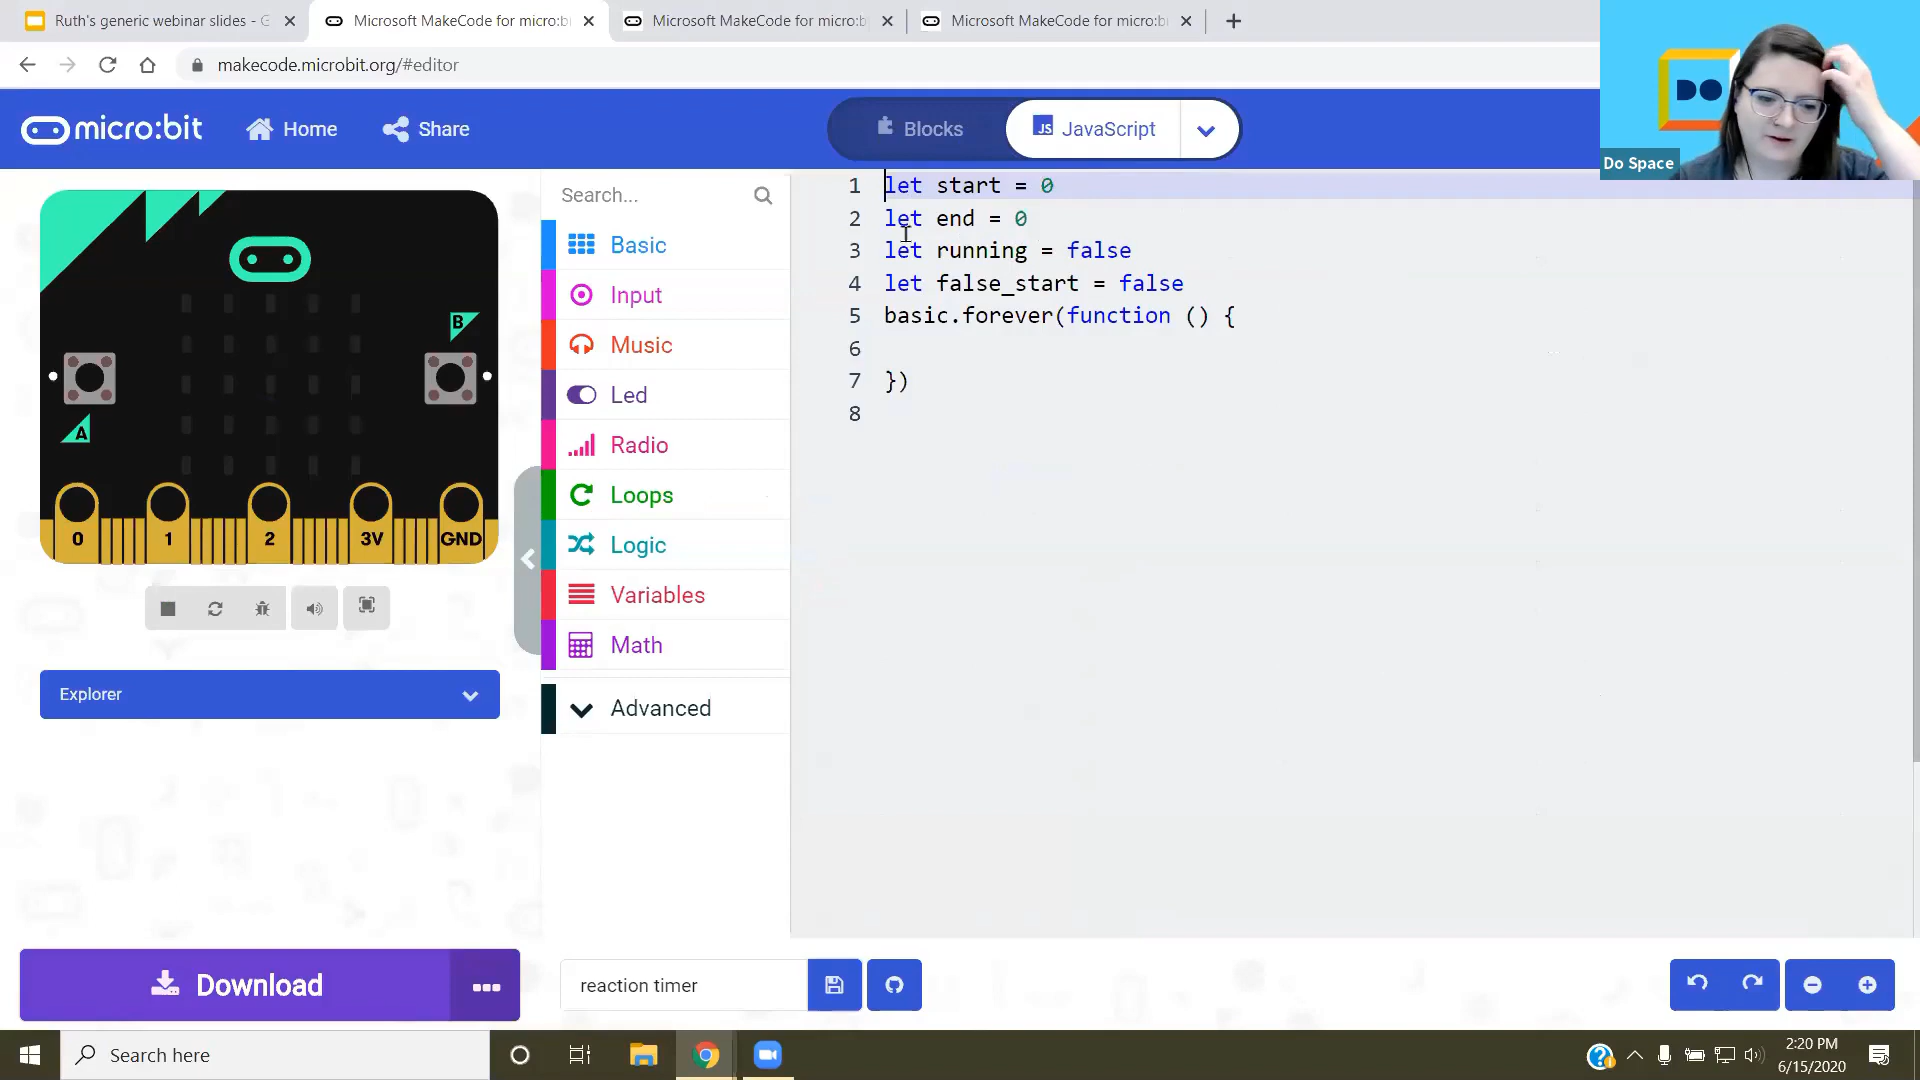 Ruth's generic webinar slides - G
Microsoft MakeCode for micro:b
Microsoft MakeCode for micro:b
Microsoft MakeCode for micro:b
makecode.microbit.org/#editor
micro:bit
Home
Share
Blocks
JS JavaScript
DO
Do Space
B
A
0 1 2 3V GND
Explorer
Download
Search...
Basic
Input
Music
Led
Radio
Loops
Logic
Variables
Math
Advanced
1 let start = 0
2 let end = 0
3 let running = false
4 let false_start = false
5 basic.forever(function () {
6
7 })
8
reaction timer
Search here
2:20 PM
6/15/2020